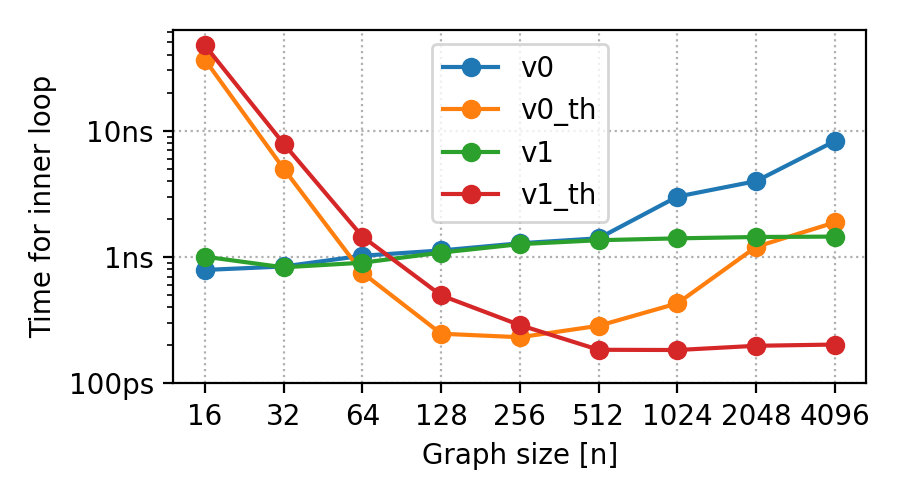 Time for inner loop
10ns
1ns
100ps
v0
v0_th
v1
v1_th
16 32 64 128 256 512 1024 2048 4096
Graph size [n]